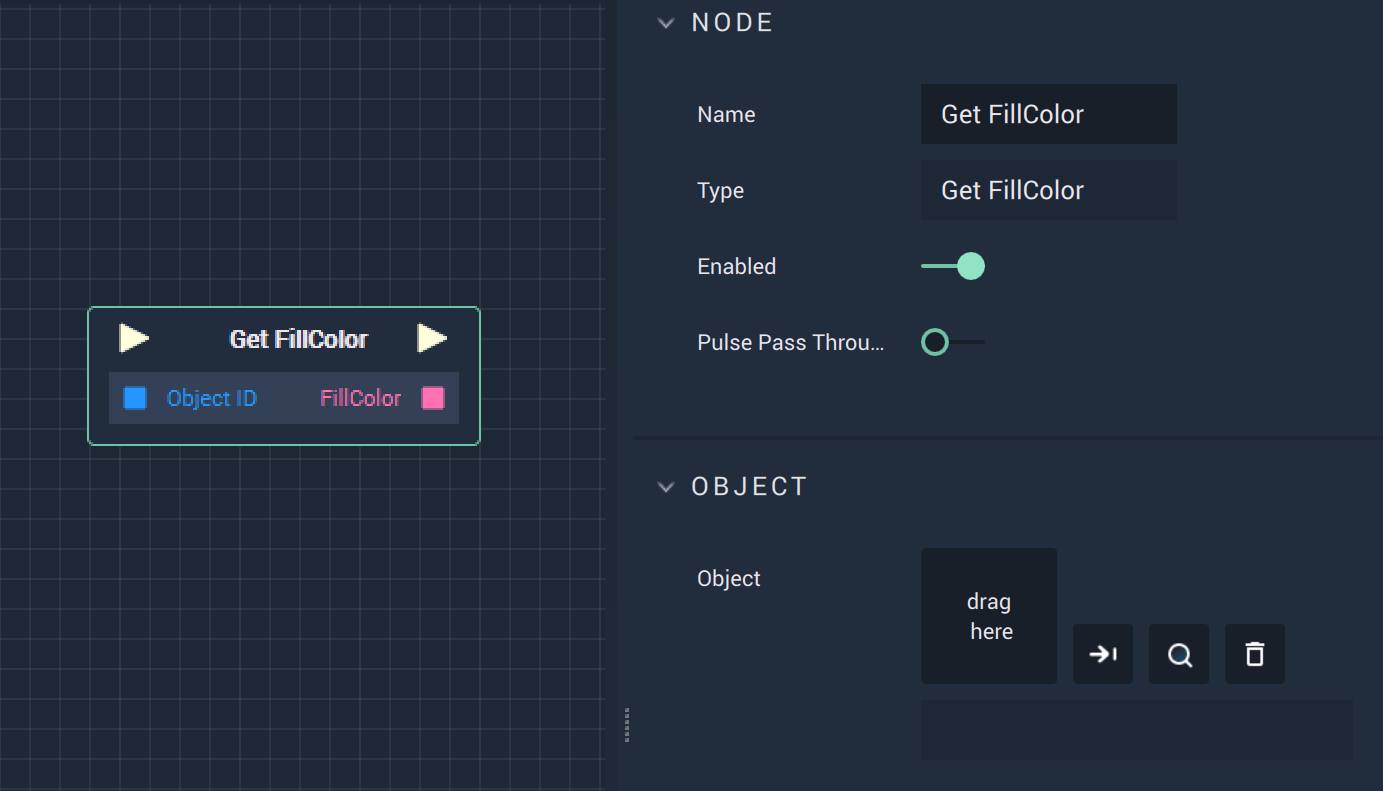 Get FillColor
Object ID FillColor
NODE
Name Get FillColor
Type Get FillColor
Enabled
Pulse Pass Throu...
OBJECT
Object
drag
here